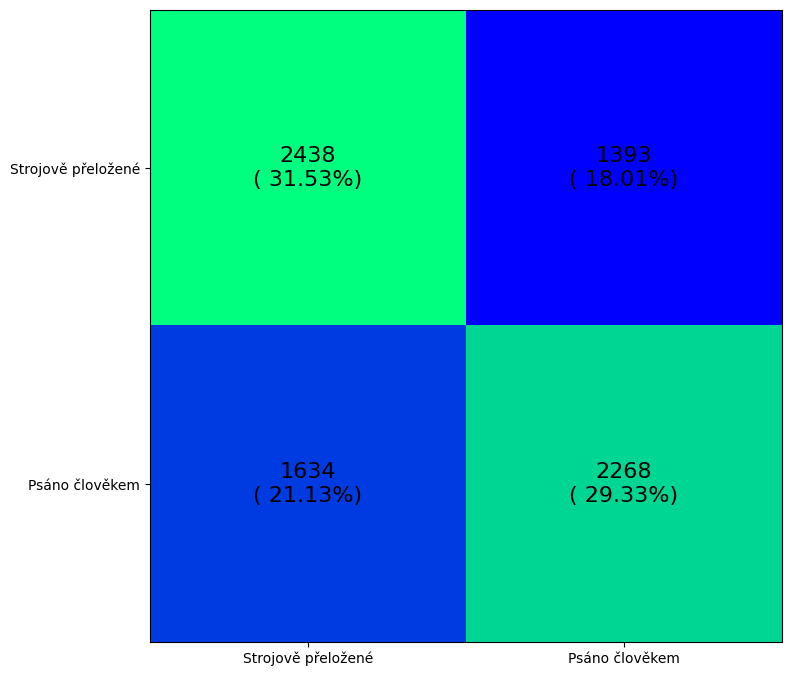 Strojově přeložené
2438
( 31.53%)
1393
( 18.01%)
Psáno člověkem
1634
( 21.13%)
2268
( 29.33%)
Strojově přeložené
Psáno člověkem